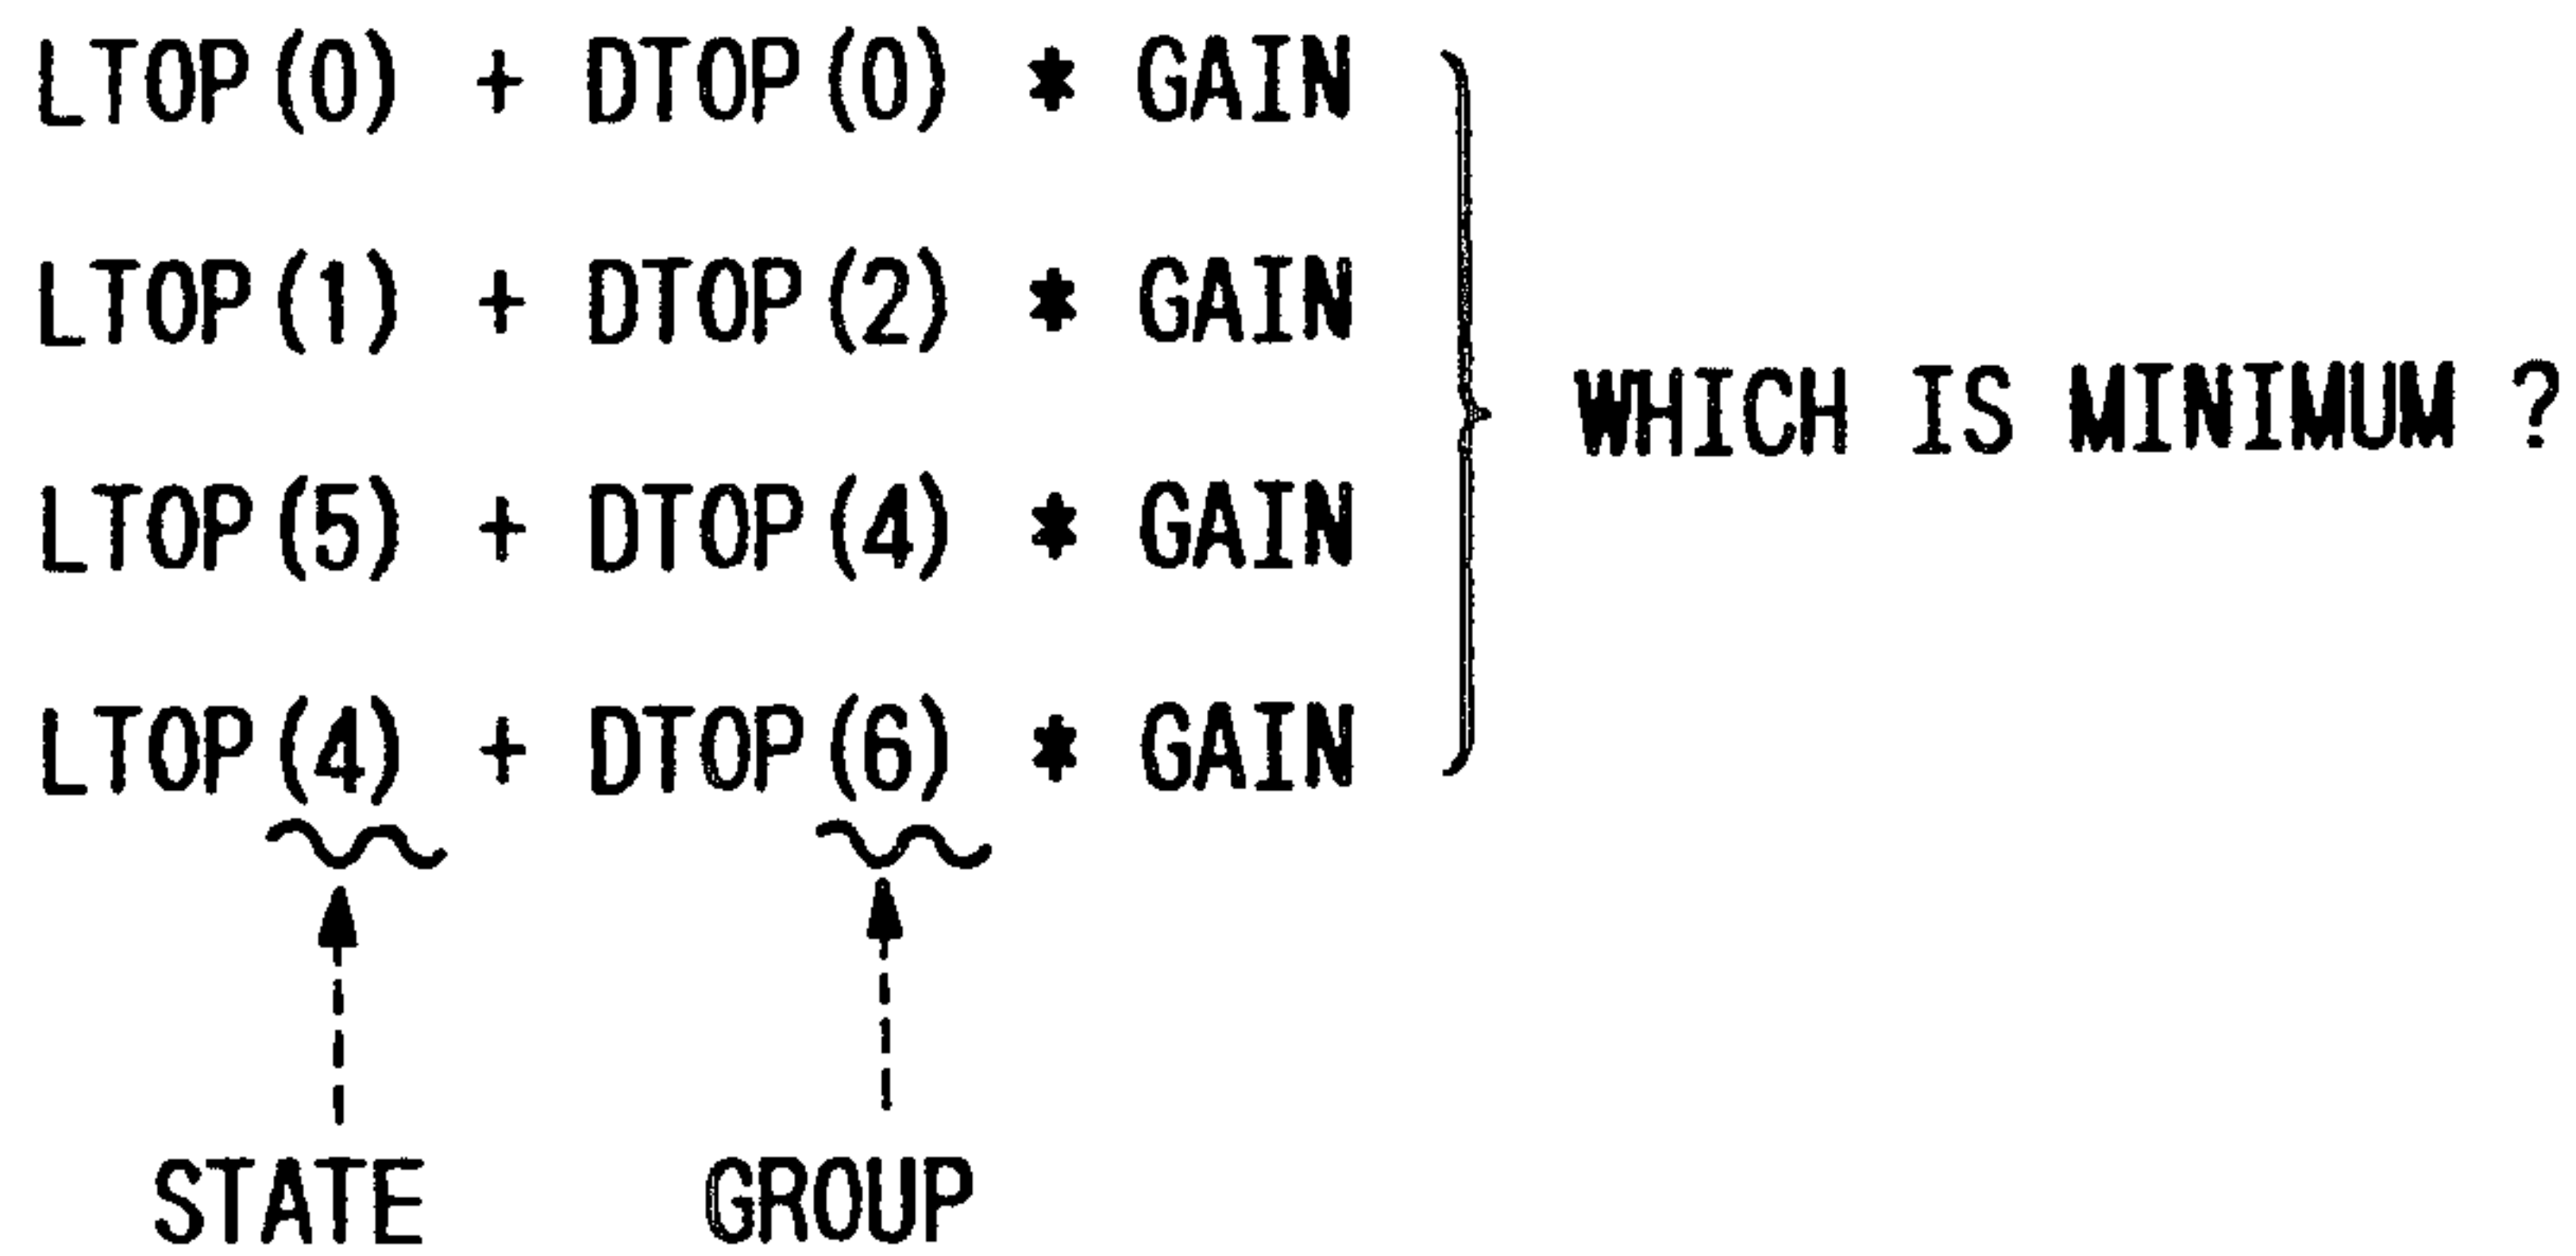 LTOP(0) + DTOP(0) * GAIN
LTOP(1) + DTOP(2) * GAIN
WHICH IS MINIMUM ?
LTOP(5) + DTOP(4) * GAIN
LTOP(4) + DTOP(6) * GAIN
STATE GROUP